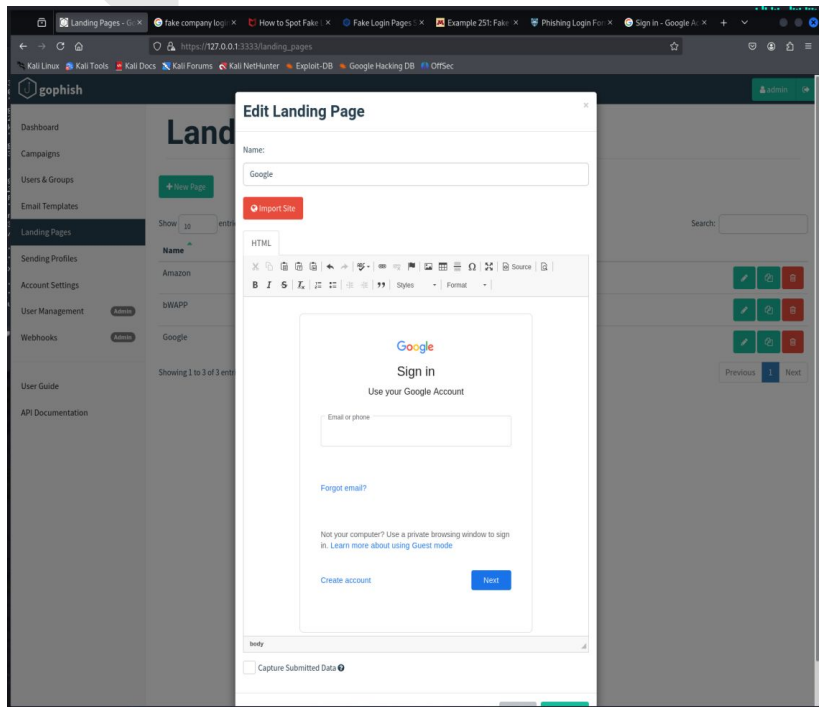 Landing Pages - Go
fake company login
How to Spot Fake L
Fake Login Pages S
Example 251: Fake
Phishing Login For
Sign in - Google Ac
https://127.0.0.1:3333/landing_pages
Kali Linux
Kali Tools
Kali Docs
Kali Forums
Kali NetHunter
Exploit-DB
Google Hacking DB
OffSec
gophish
admin
Dashboard
Campaigns
Users & Groups
Email Templates
Landing Pages
Sending Profiles
Account Settings
User Management Admin
Webhooks Admin
User Guide
API Documentation
Land
+ New Page
Show 10 entri
Search:
Name
Amazon
bWAPP
Google
Showing 1 to 3 of 3 entri
Previous 1 Next
Edit Landing Page
×
Name:
Google
Import Site
HTML
Source
B I S Ix Styles Format
Google
Sign in
Use your Google Account
Email or phone
Forgot email?
Not your computer? Use a private browsing window to sign
in. Learn more about using Guest mode
Create account
Next
body
Capture Submitted Data